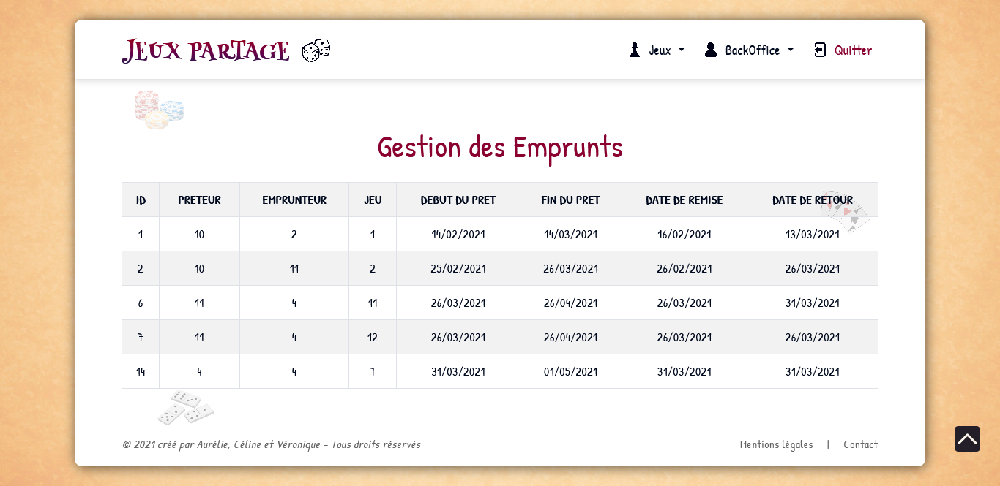 JEUX PARTAGE Jeux BackOffice Quitter
Gestion des Emprunts
ID PRETEUR EMPRUNTEUR JEU DEBUT DU PRET FIN DU PRET DATE DE REMISE DATE DE RETOUR
1 10 2 1 14/02/2021 14/03/2021 16/02/2021 13/03/2021
2 10 11 2 25/02/2021 26/03/2021 26/02/2021 26/03/2021
6 11 4 11 26/03/2021 26/04/2021 26/03/2021 31/03/2021
7 11 4 12 26/03/2021 26/04/2021 26/03/2021 26/03/2021
14 4 4 7 31/03/2021 01/05/2021 31/03/2021 31/03/2021
© 2021 créé par Aurélie, Céline et Véronique - Tous droits réservés Mentions légales | Contact